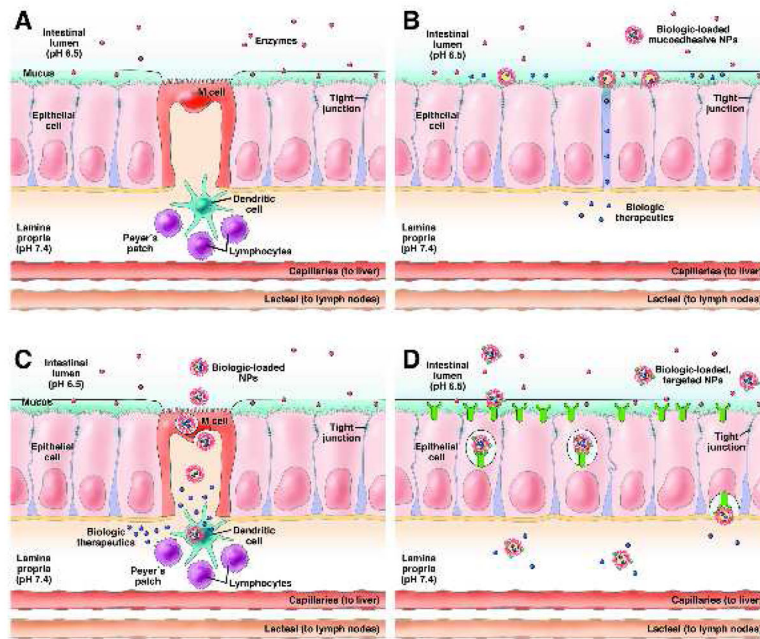 A
Intestinal
lumen
(pH 6.5)
Enzymes
Mucus
M cell
Tight
junction
Epithelial
cell
Dendritic
cell
Lamina
propria
(pH 7.4)
Peyer's
patch
Lymphocytes
Capillaries (to liver)
Lacteal (to lymph nodes)
B
Intestinal
lumen
(pH 6.5)
Biologic-loaded
mucoadhesive NPs
Epithelial
cell
Tight
junction
Biologic
therapeutics
Lamina
propria
(pH 7.4)
Capillaries (to liver)
Lacteal (to lymph nodes)
C
Intestinal
lumen
(pH 6.5)
Biologic-loaded
NPs
Mucus
M cell
Tight
junction
Epithelial
cell
Biologic
therapeutics
Dendritic
cell
Lamina
propria
(pH 7.4)
Peyer's
patch
Lymphocytes
Capillaries (to liver)
Lacteal (to lymph nodes)
D
Intestinal
lumen
(pH 6.5)
Biologic-loaded,
targeted NPs
Epithelial
cell
Tight
junction
Lamina
propria
(pH 7.4)
Capillaries (to liver)
Lacteal (to lymph nodes)